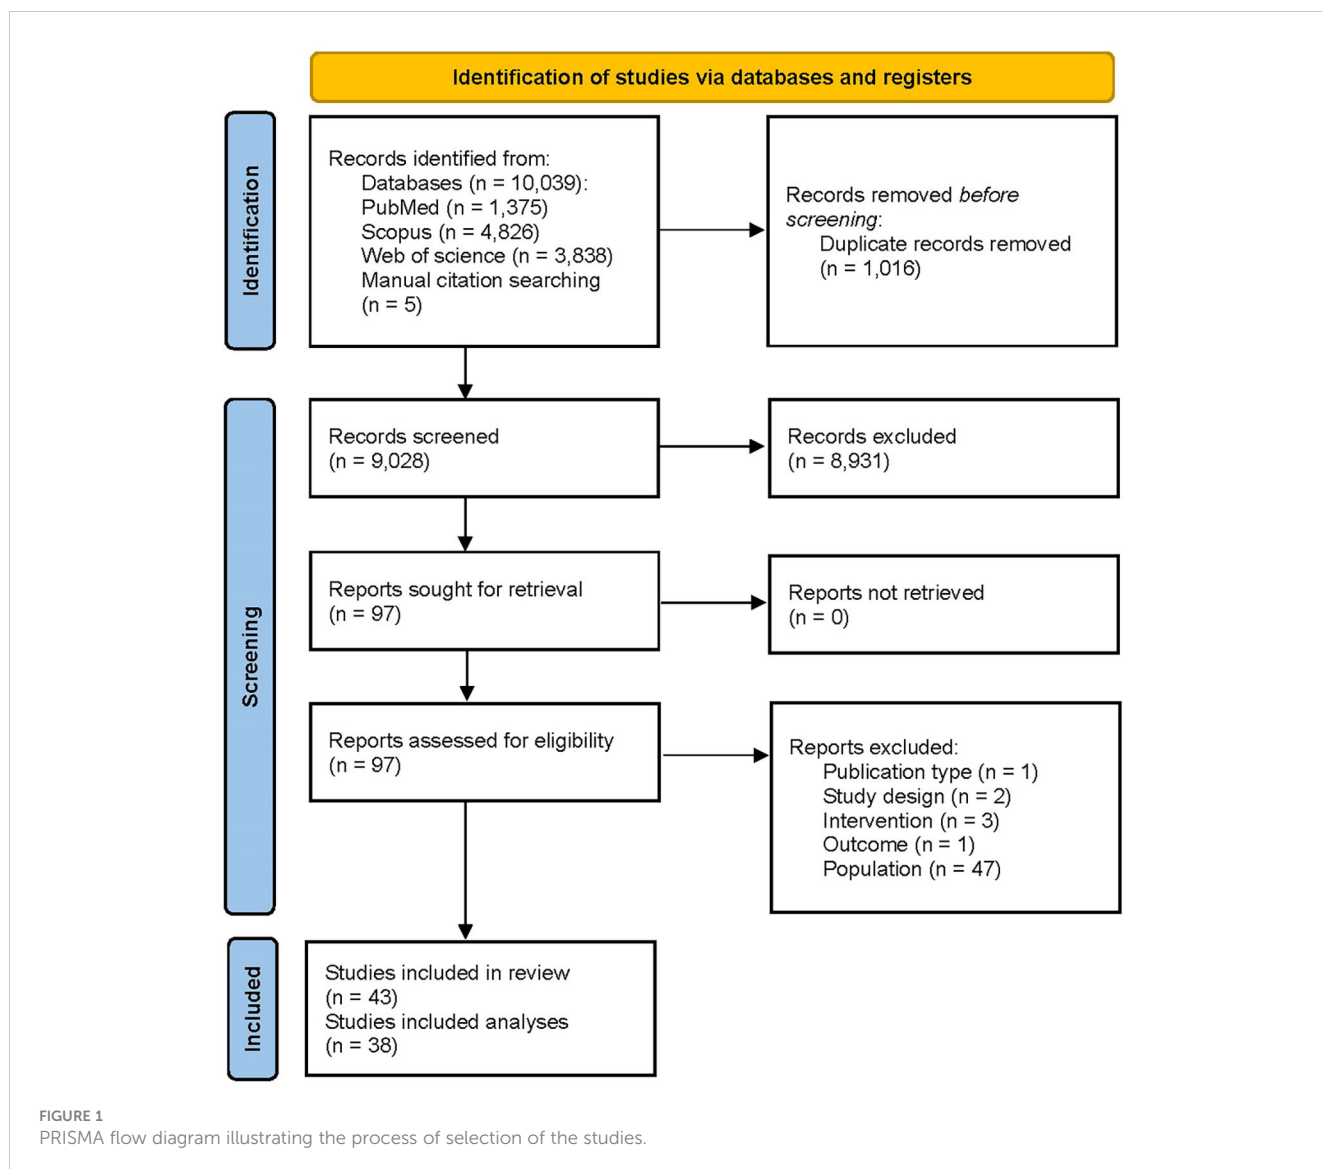 Identification of studies via databases and registers
Identification
Records identified from:
Databases (n = 10,039):
PubMed (n = 1,375)
Scopus (n = 4,826)
Web of science (n = 3,838)
Manual citation searching
(n = 5)
Records removed before
screening:
Duplicate records removed
(n = 1,016)
Screening
Records screened
(n = 9,028)
Records excluded
(n = 8,931)
Reports sought for retrieval
(n = 97)
Reports not retrieved
(n = 0)
Reports assessed for eligibility
(n = 97)
Reports excluded:
Publication type (n = 1)
Study design (n = 2)
Intervention (n = 3)
Outcome (n = 1)
Population (n = 47)
Included
Studies included in review
(n = 43)
Studies included analyses
(n = 38)
FIGURE 1
PRISMA flow diagram illustrating the process of selection of the studies.